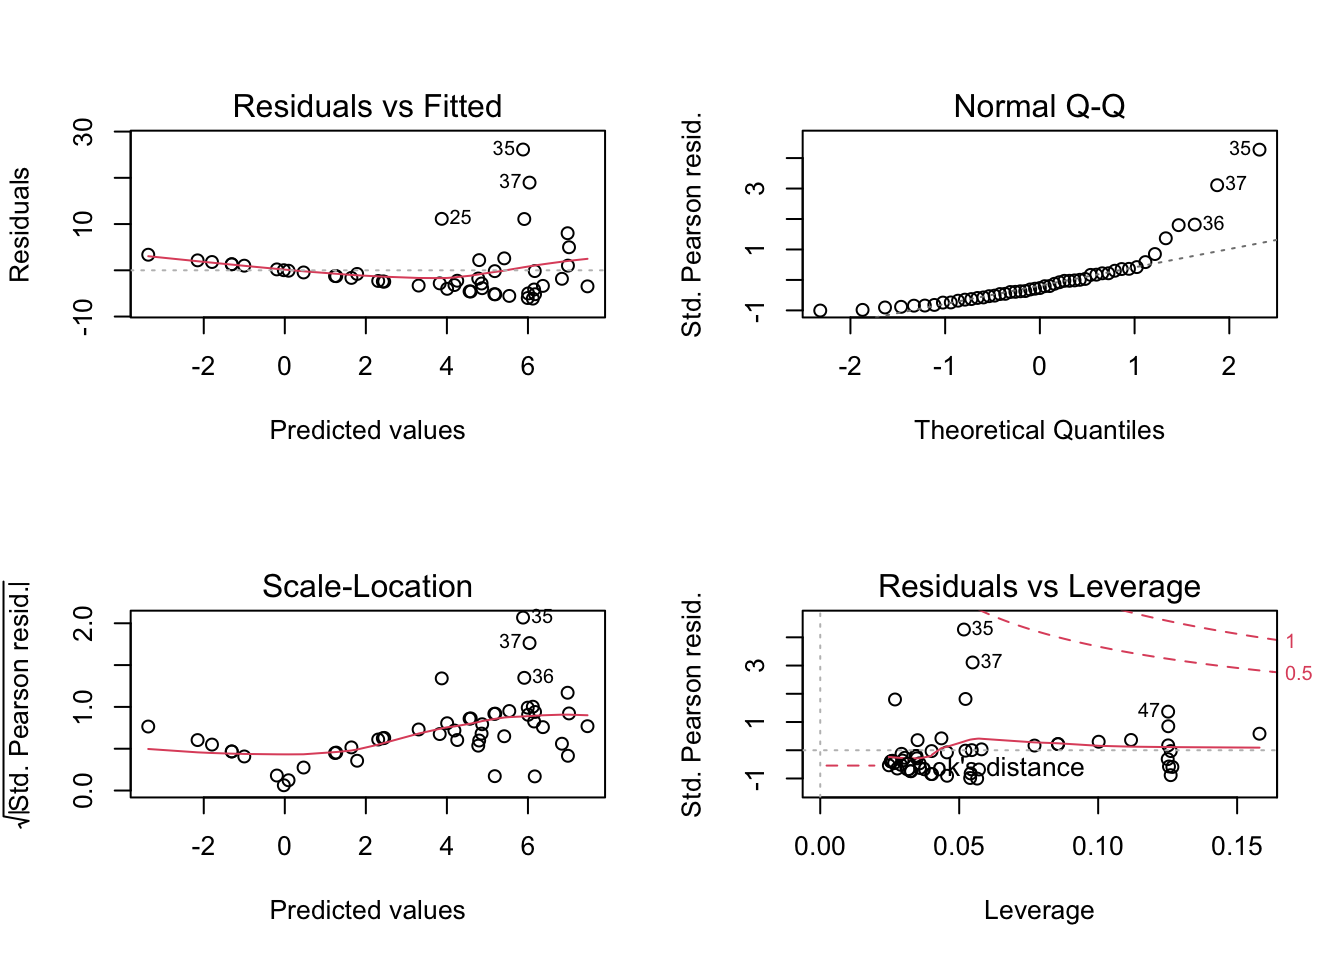 Residuals vs Fitted
Residuals
30
10
-10
35
37
25
-2 0 2 4 6
Predicted values
Normal Q-Q
Std. Pearson resid.
3
1
-1
35
37
36
-2 -1 0 1 2
Theoretical Quantiles
Scale-Location
√|Std. Pearson resid.|
2.0
1.0
0.0
35
37
36
-2 0 2 4 6
Predicted values
Residuals vs Leverage
Std. Pearson resid.
3
1
-1
35
37
47
1
0.5
k's distance
0.00 0.05 0.10 0.15
Leverage